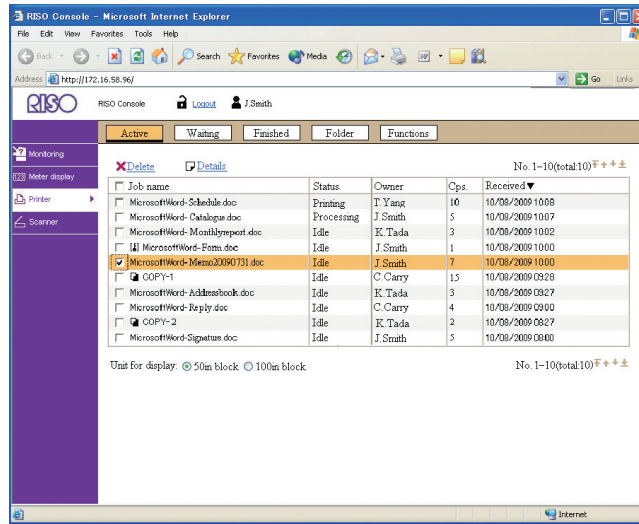 RISO Console - Microsoft Internet Explorer
File Edit View Favorites Tools Help
Back Search Favorites Media
Address http://172.16.58.96/ Go Links
RISO RISO Console Logout J.Smith
Active Waiting Finished Folder Functions
Monitoring
Meter display
Printer
Scanner
Delete Details No. 1-10(total:10)
Job name Status Owner Cps. Received▼
MicrosoftWord-Schedule.doc Printing T.Yang 10 10/08/2009 10:08
MicrosoftWord-Catalogue.doc Processing J.Smith 5 10/08/2009 10:07
MicrosoftWord-Monthlyreport.doc Idle K.Tada 3 10/08/2009 10:02
MicrosoftWord-Form.doc Idle J.Smith 1 10/08/2009 10:00
MicrosoftWord-Memo20090731.doc Idle J.Smith 7 10/08/2009 10:00
COPY-1 Idle C.Carry 15 10/08/2009 09:28
MicrosoftWord-Addressbook.doc Idle K.Tada 3 10/08/2009 09:27
MicrosoftWord-Reply.doc Idle C.Carry 4 10/08/2009 09:00
COPY-2 Idle K.Tada 2 10/08/2009 08:27
MicrosoftWord-Signature.doc Idle J.Smith 5 10/08/2009 08:00
Unit for display: 50in block 100in block No. 1-10(total:10)
Internet